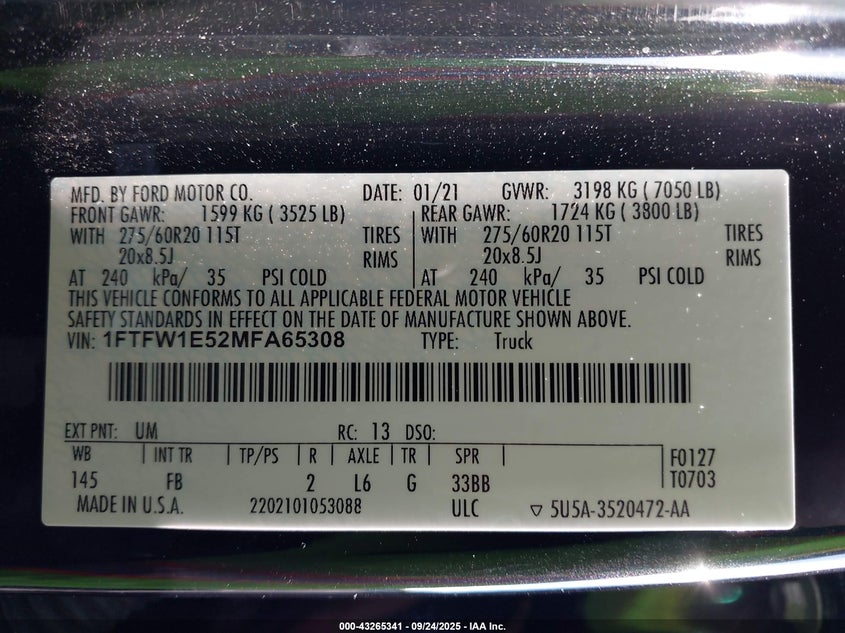 MFD. BY FORD MOTOR CO. DATE: 01/21 GVWR: 3198 KG ( 7050 LB)
FRONT GAWR: 1599 KG ( 3525 LB) REAR GAWR: 1724 KG ( 3800 LB)
WITH 275/60R20 115T TIRES WITH 275/60R20 115T TIRES
20x8.5J RIMS 20x8.5J RIMS
AT 240 kPa/ 35 PSI COLD AT 240 kPa/ 35 PSI COLD
THIS VEHICLE CONFORMS TO ALL APPLICABLE FEDERAL MOTOR VEHICLE
SAFETY STANDARDS IN EFFECT ON THE DATE OF MANUFACTURE SHOWN ABOVE.
VIN: 1FTFW1E52MFA65308 TYPE: Truck
EXT PNT: UM RC: 13 DSO:
WB INT TR TP/PS R AXLE TR SPR F0127
145 FB 2 L6 G 33BB T0703
MADE IN U.S.A. 2202101053088 ULC ▽ 5U5A-3520472-AA
000-43265341 - 09/24/2025 - IAA Inc.